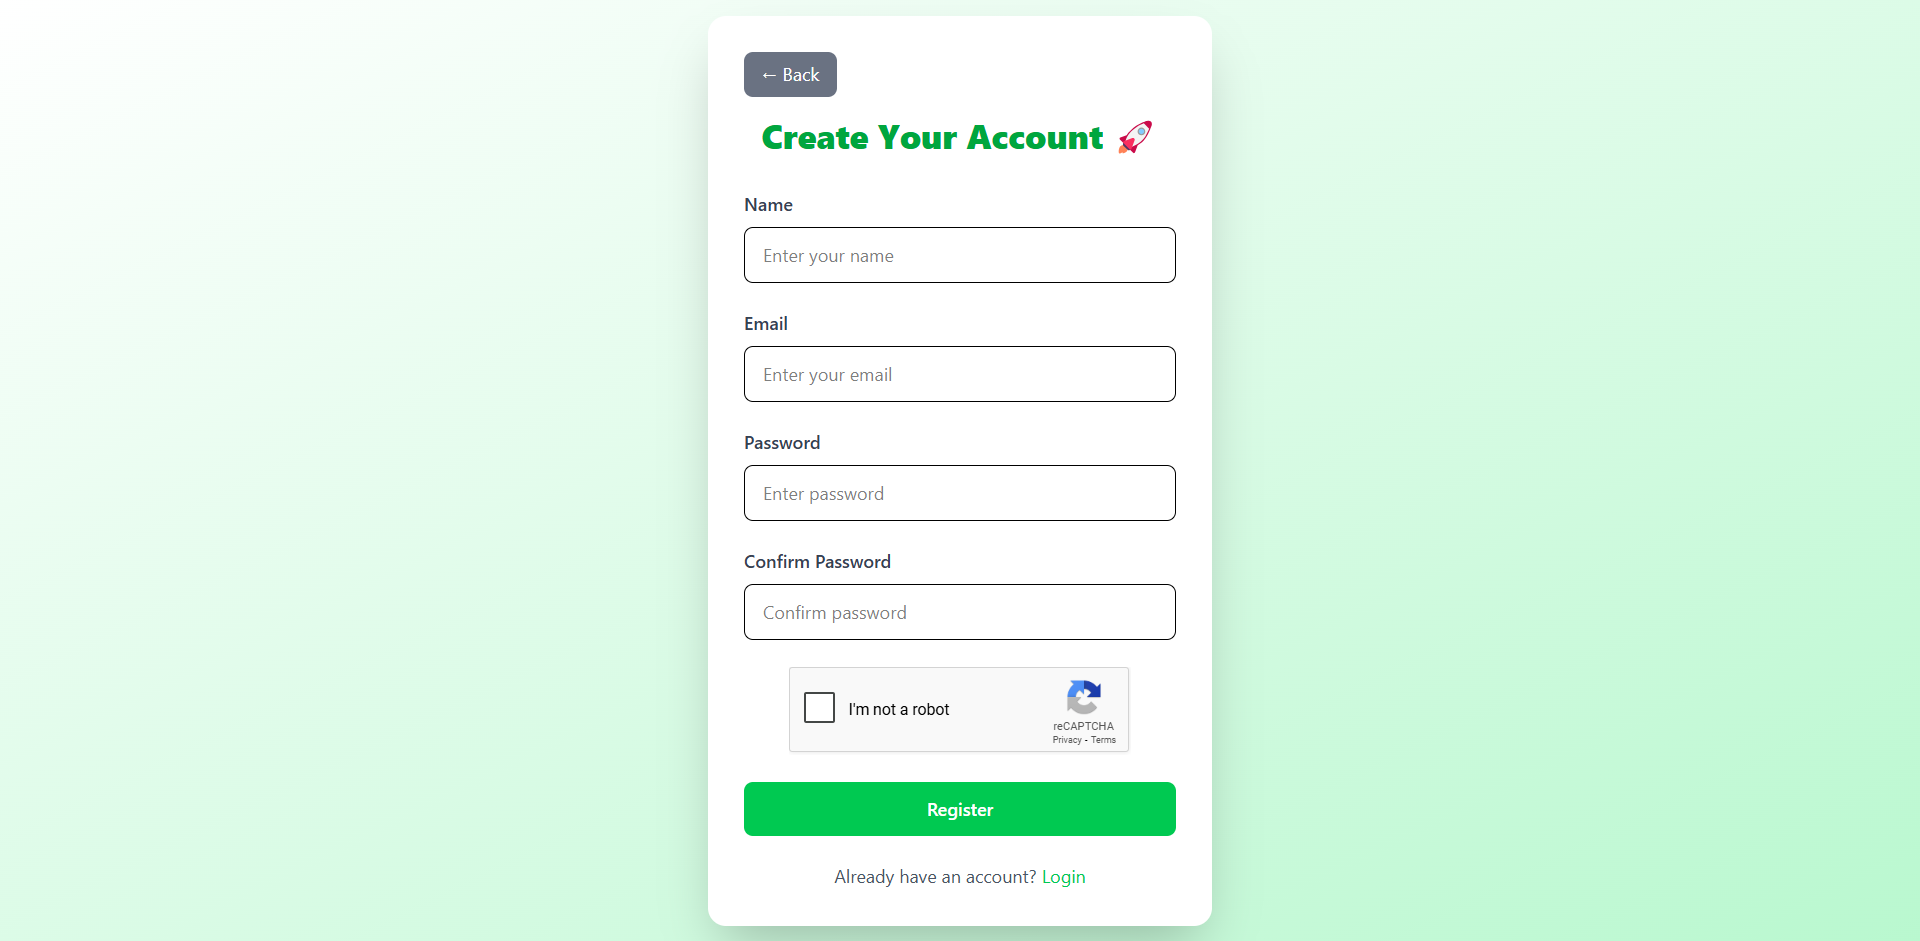 ← Back
Create Your Account 🚀
Name
Enter your name
Email
Enter your email
Password
Enter password
Confirm Password
Confirm password
I'm not a robot
reCAPTCHA
Privacy - Terms
Register
Already have an account? Login